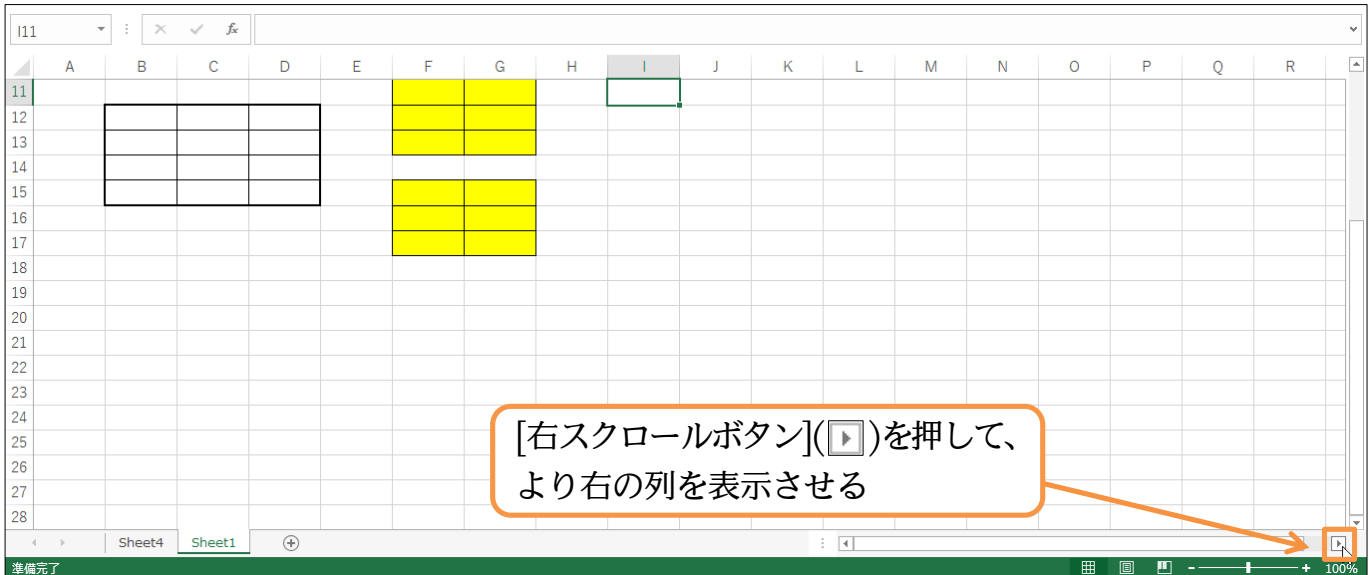 I11
fx
A B C D E F G H I J K L M N O P Q R
11
12
13
14
15
16
17
18
19
20
21
22
23
24
25
26
27
28
[右スクロールボタン](▶)を押して、
より右の列を表示させる
Sheet4 Sheet1
準備完了 - + 100%